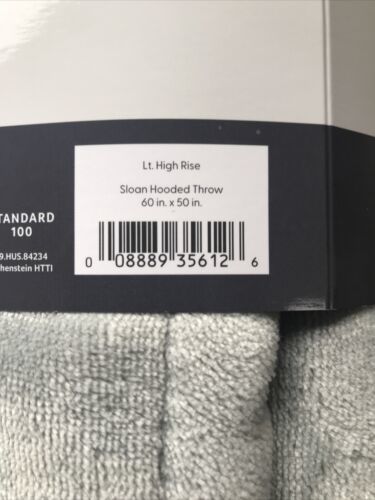 Lt. High Rise
Sloan Hooded Throw
60 in. x 50 in.
0 08889 35612 6
TANDARD
100
9.HUS.84234
henstein HTTI